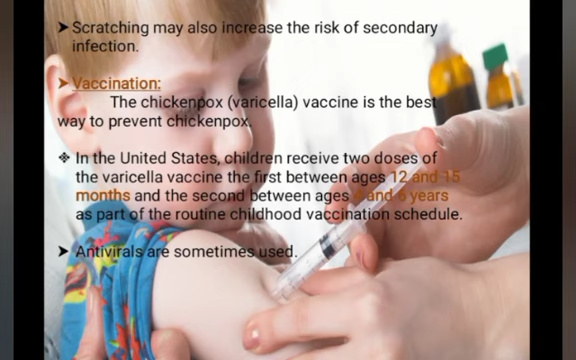 ➤ Scratching may also increase the risk of secondary
infection.
➤ Vaccination:
The chickenpox (varicella) vaccine is the best
way to prevent chickenpox.
❖ In the United States, children receive two doses of
the varicella vaccine the first between ages 12 and 15
months and the second between ages 4 and 6 years
as part of the routine childhood vaccination schedule.
➤ Antivirals are sometimes used.